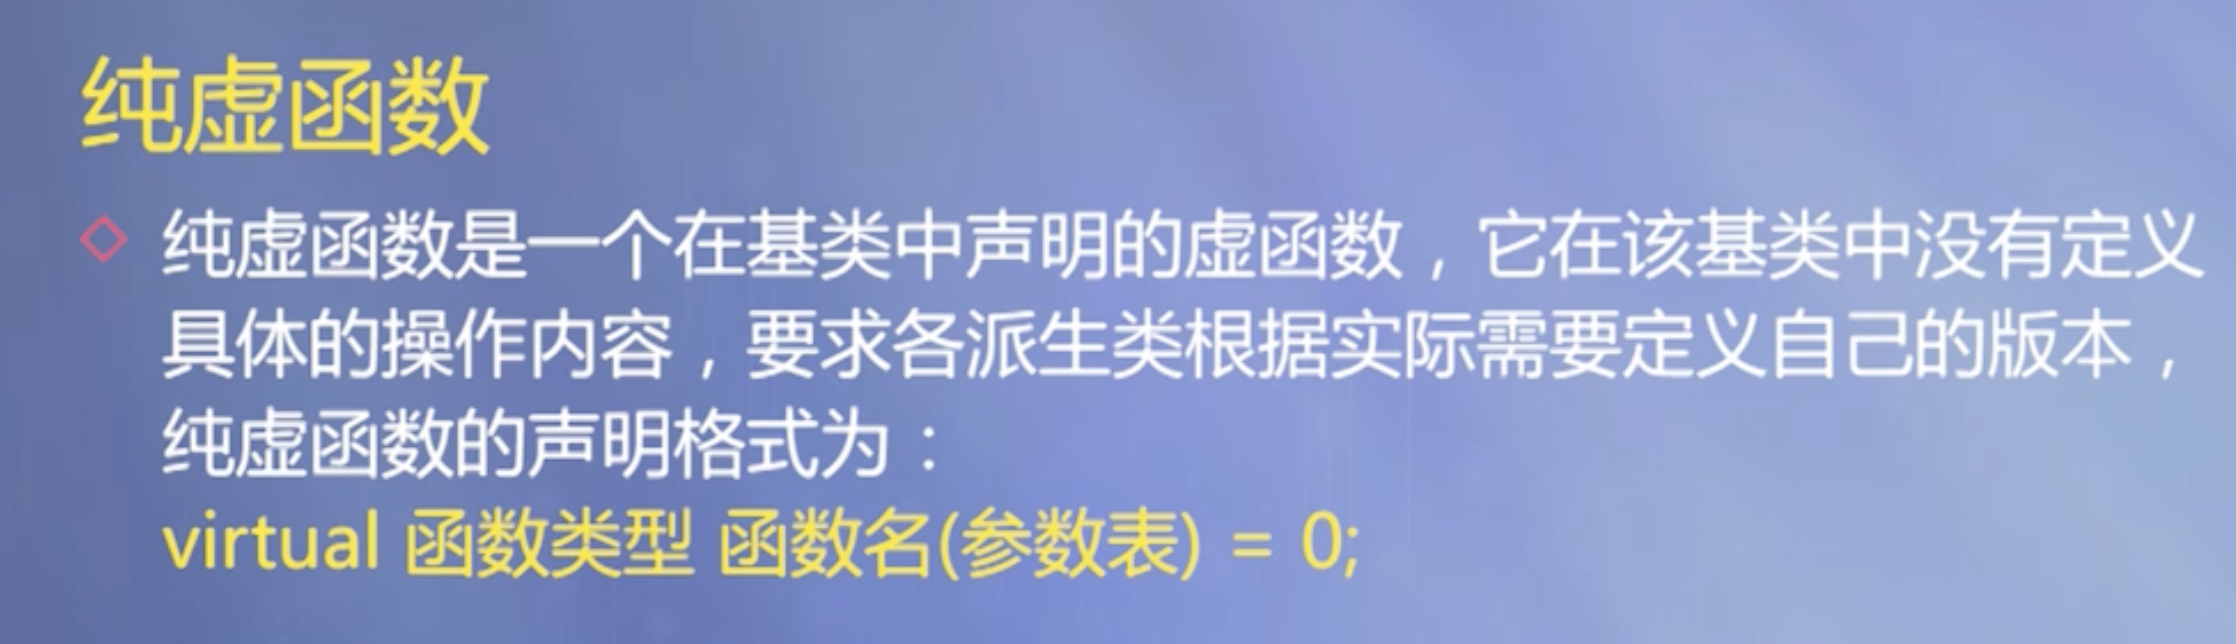 纯虚函数
纯虚函数是一个在基类中声明的虚函数，它在该基类中没有定义
具体的操作内容，要求各派生类根据实际需要定义自己的版本，
纯虚函数的声明格式为：
virtual 函数类型 函数名(参数表) = 0;